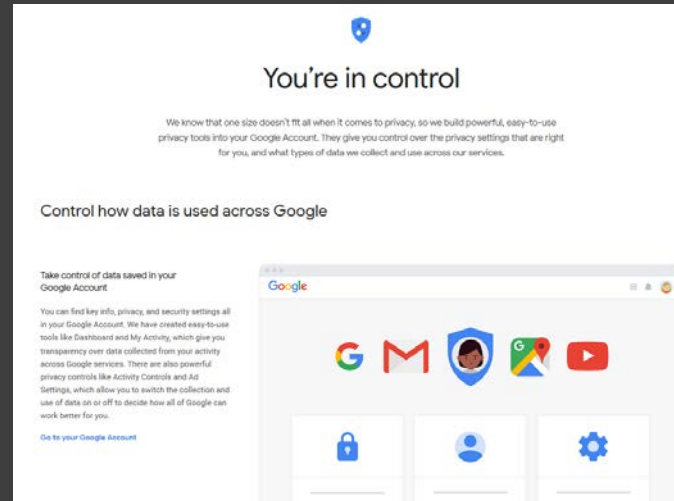 You're in control
We know that one size doesn't fit all when it comes to privacy, so we build powerful, easy-to-use
privacy tools into your Google Account. They give you control over the privacy settings that are right
for you, and what types of data we collect and use across our services.
Control how data is used across Google
Take control of data saved in your
Google Account
You can find key info, privacy, and security settings all
in your Google Account. We have created easy-to-use
tools like Dashboard and My Activity, which give you
transparency over data collected from your activity
across Google services. There are also powerful
privacy controls like Activity Controls and Ad
Settings, which allow you to switch the collection and
use of data on or off to decide how all of Google can
work better for you.
Go to your Google Account
Google
G
G